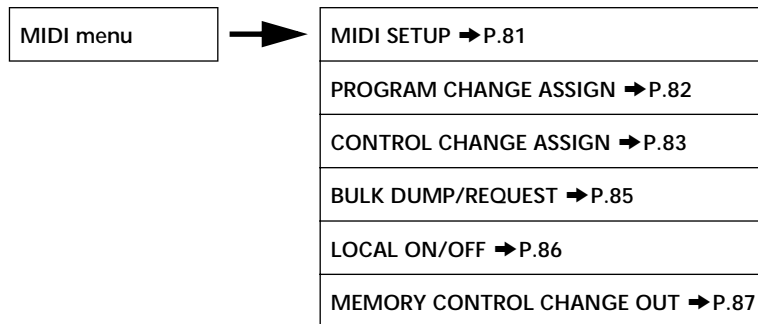 MIDI menu
MIDI SETUP ➡P.81
PROGRAM CHANGE ASSIGN ➡P.82
CONTROL CHANGE ASSIGN ➡P.83
BULK DUMP/REQUEST ➡P.85
LOCAL ON/OFF ➡P.86
MEMORY CONTROL CHANGE OUT ➡P.87